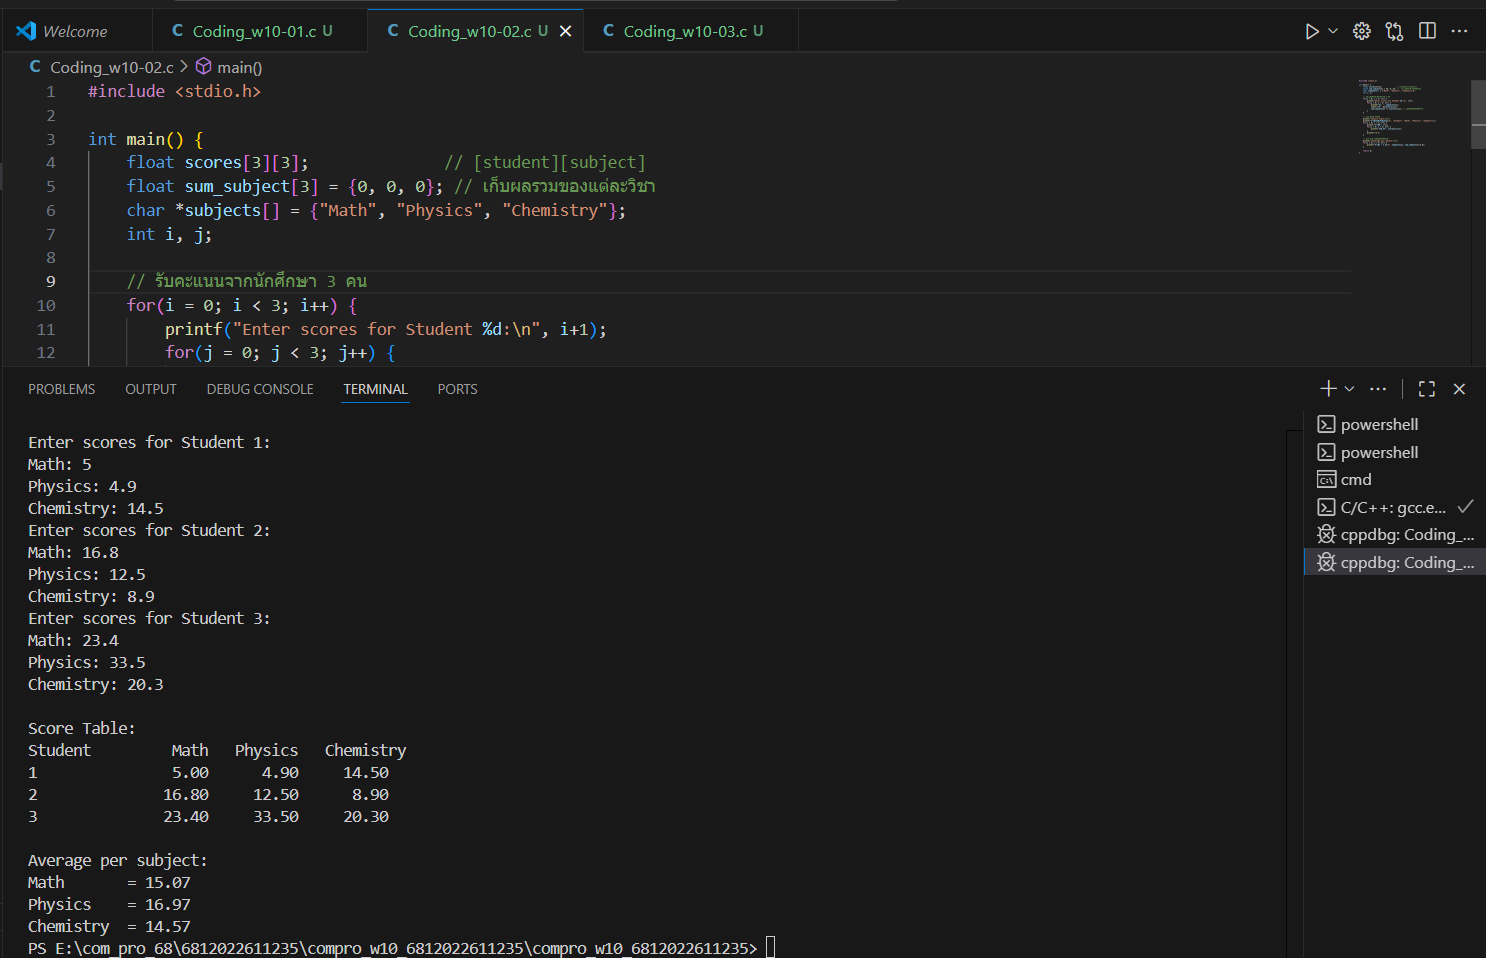 Welcome
C Coding_w10-01.c U
C Coding_w10-02.c U
C Coding_w10-03.c U
C Coding_w10-02.c > main()
1 #include <stdio.h>
2
3 int main() {
4 float scores[3][3]; // [student][subject]
5 float sum_subject[3] = {0, 0, 0}; // เก็บผลรวมของแต่ละวิชา
6 char *subjects[] = {"Math", "Physics", "Chemistry"};
7 int i, j;
8
9 // รับคะแนนจากนักศึกษา 3 คน
10 for(i = 0; i < 3; i++) {
11 printf("Enter scores for Student %d:\n", i+1);
12 for(j = 0; j < 3; j++) {
PROBLEMS OUTPUT DEBUG CONSOLE TERMINAL PORTS
Enter scores for Student 1:
Math: 5
Physics: 4.9
Chemistry: 14.5
Enter scores for Student 2:
Math: 16.8
Physics: 12.5
Chemistry: 8.9
Enter scores for Student 3:
Math: 23.4
Physics: 33.5
Chemistry: 20.3
Score Table:
Student Math Physics Chemistry
1 5.00 4.90 14.50
2 16.80 12.50 8.90
3 23.40 33.50 20.30
Average per subject:
Math = 15.07
Physics = 16.97
Chemistry = 14.57
PS E:\com_pro_68\6812022611235\compro_w10_6812022611235\compro_w10_6812022611235>
powershell
powershell
cmd
C/C++: gcc.e...
cppdbg: Coding_...
cppdbg: Coding_...